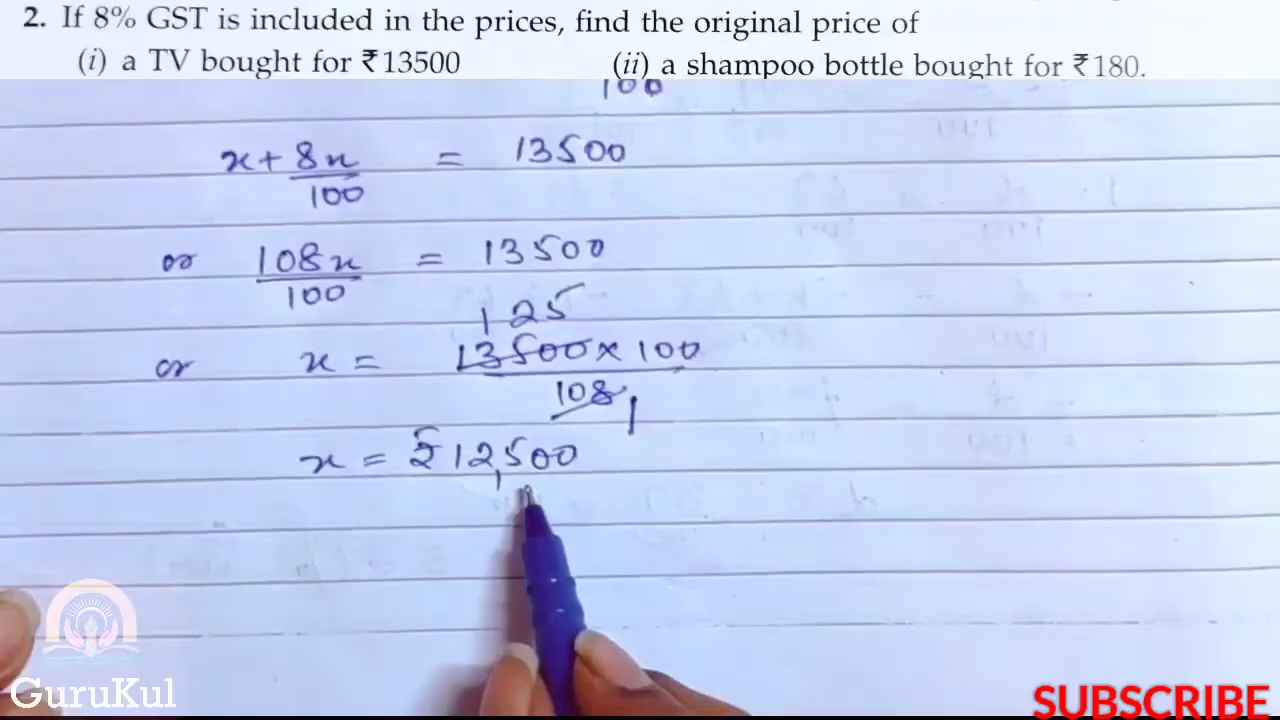 2. If 8% GST is included in the prices, find the original price of
(i) a TV bought for ₹13500 (ii) a shampoo bottle bought for ₹180.
100
x + 8x/100 = 13500
or 108x/100 = 13500
125
or x = 13500 × 100
108 1
x = ₹12,500
GuruKul
SUBSCRIBE